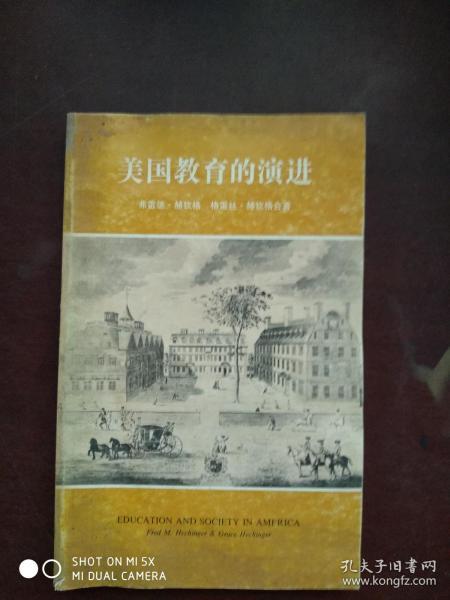 美国教育的演进
弗雷德·赫钦格 格雷丝·赫钦格合著
EDUCATION AND SOCIETY IN AMERICA
Fred M. Hechinger & Grace Hechinger
SHOT ON MI 5X
MI DUAL CAMERA
孔夫子旧书网
www.kongfz.com